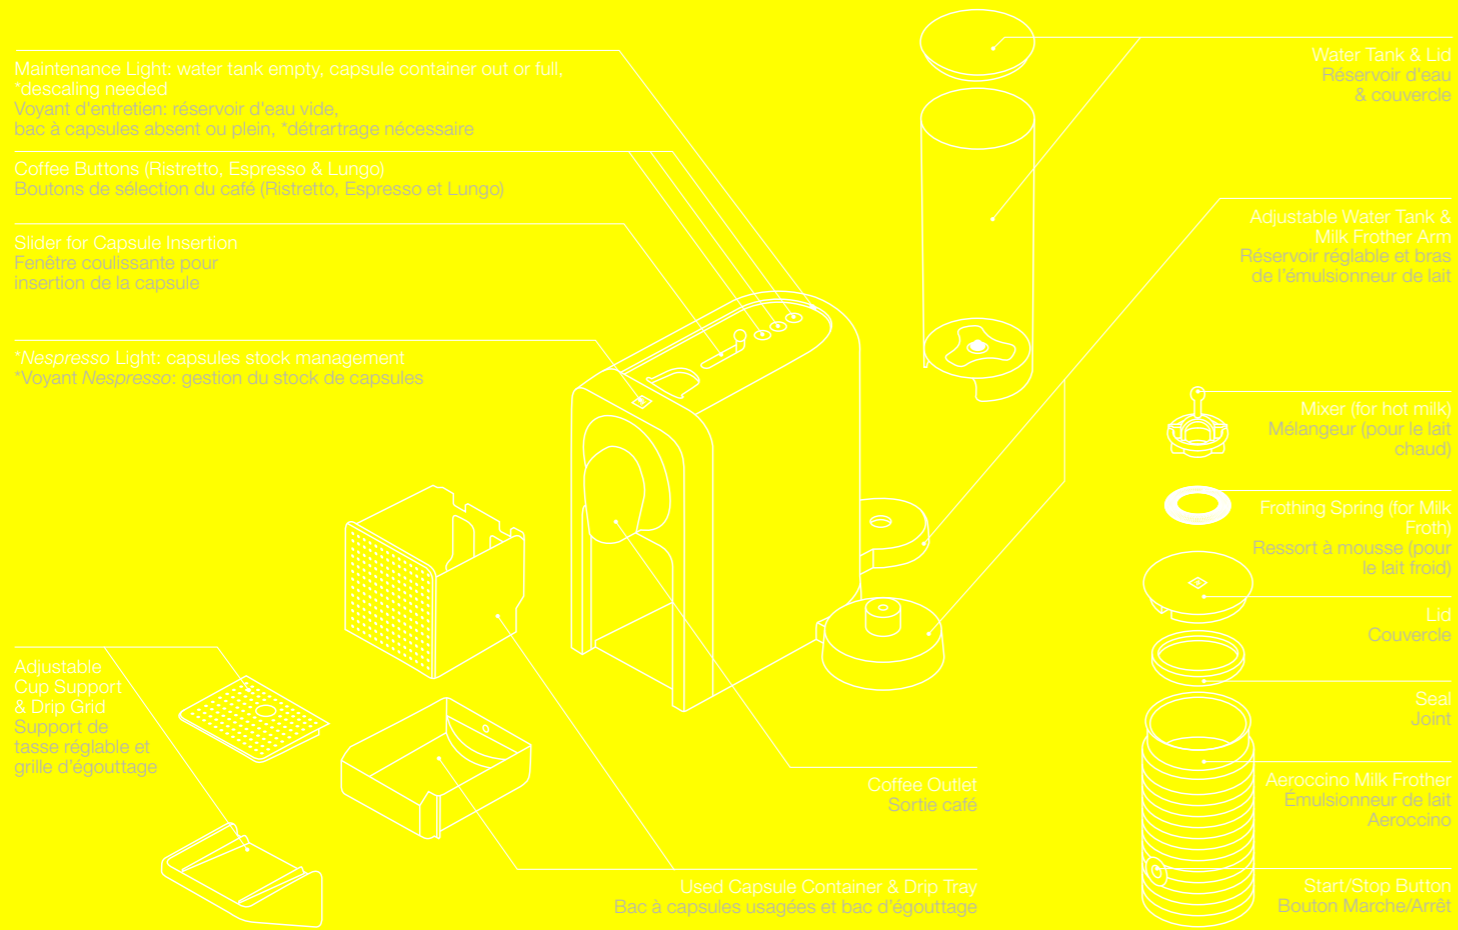 Maintenance Light: water tank empty, capsule container out or full,
*descaling needed
Voyant d'entretien: réservoir d'eau vide,
bac à capsules absent ou plein, *détrartrage nécessaire
Coffee Buttons (Ristretto, Espresso & Lungo)
Boutons de sélection du café (Ristretto, Espresso et Lungo)
Slider for Capsule Insertion
Fenêtre coulissante pour
insertion de la capsule
*Nespresso Light: capsules stock management
*Voyant Nespresso: gestion du stock de capsules
Adjustable
Cup Support
& Drip Grid
Support de
tasse réglable et
grille d'égouttage
Coffee Outlet
Sortie café
Used Capsule Container & Drip Tray
Bac à capsules usagées et bac d'égouttage
Water Tank & Lid
Réservoir d'eau
& couvercle
Adjustable Water Tank &
Milk Frother Arm
Réservoir réglable et bras
de l'émulsionneur de lait
Mixer (for hot milk)
Mélangeur (pour le lait
chaud)
Frothing Spring (for Milk
Froth)
Ressort à mousse (pour
le lait froid)
Lid
Couvercle
Seal
Joint
Aeroccino Milk Frother
Émulsionneur de lait
Aeroccino
Start/Stop Button
Bouton Marche/Arrêt